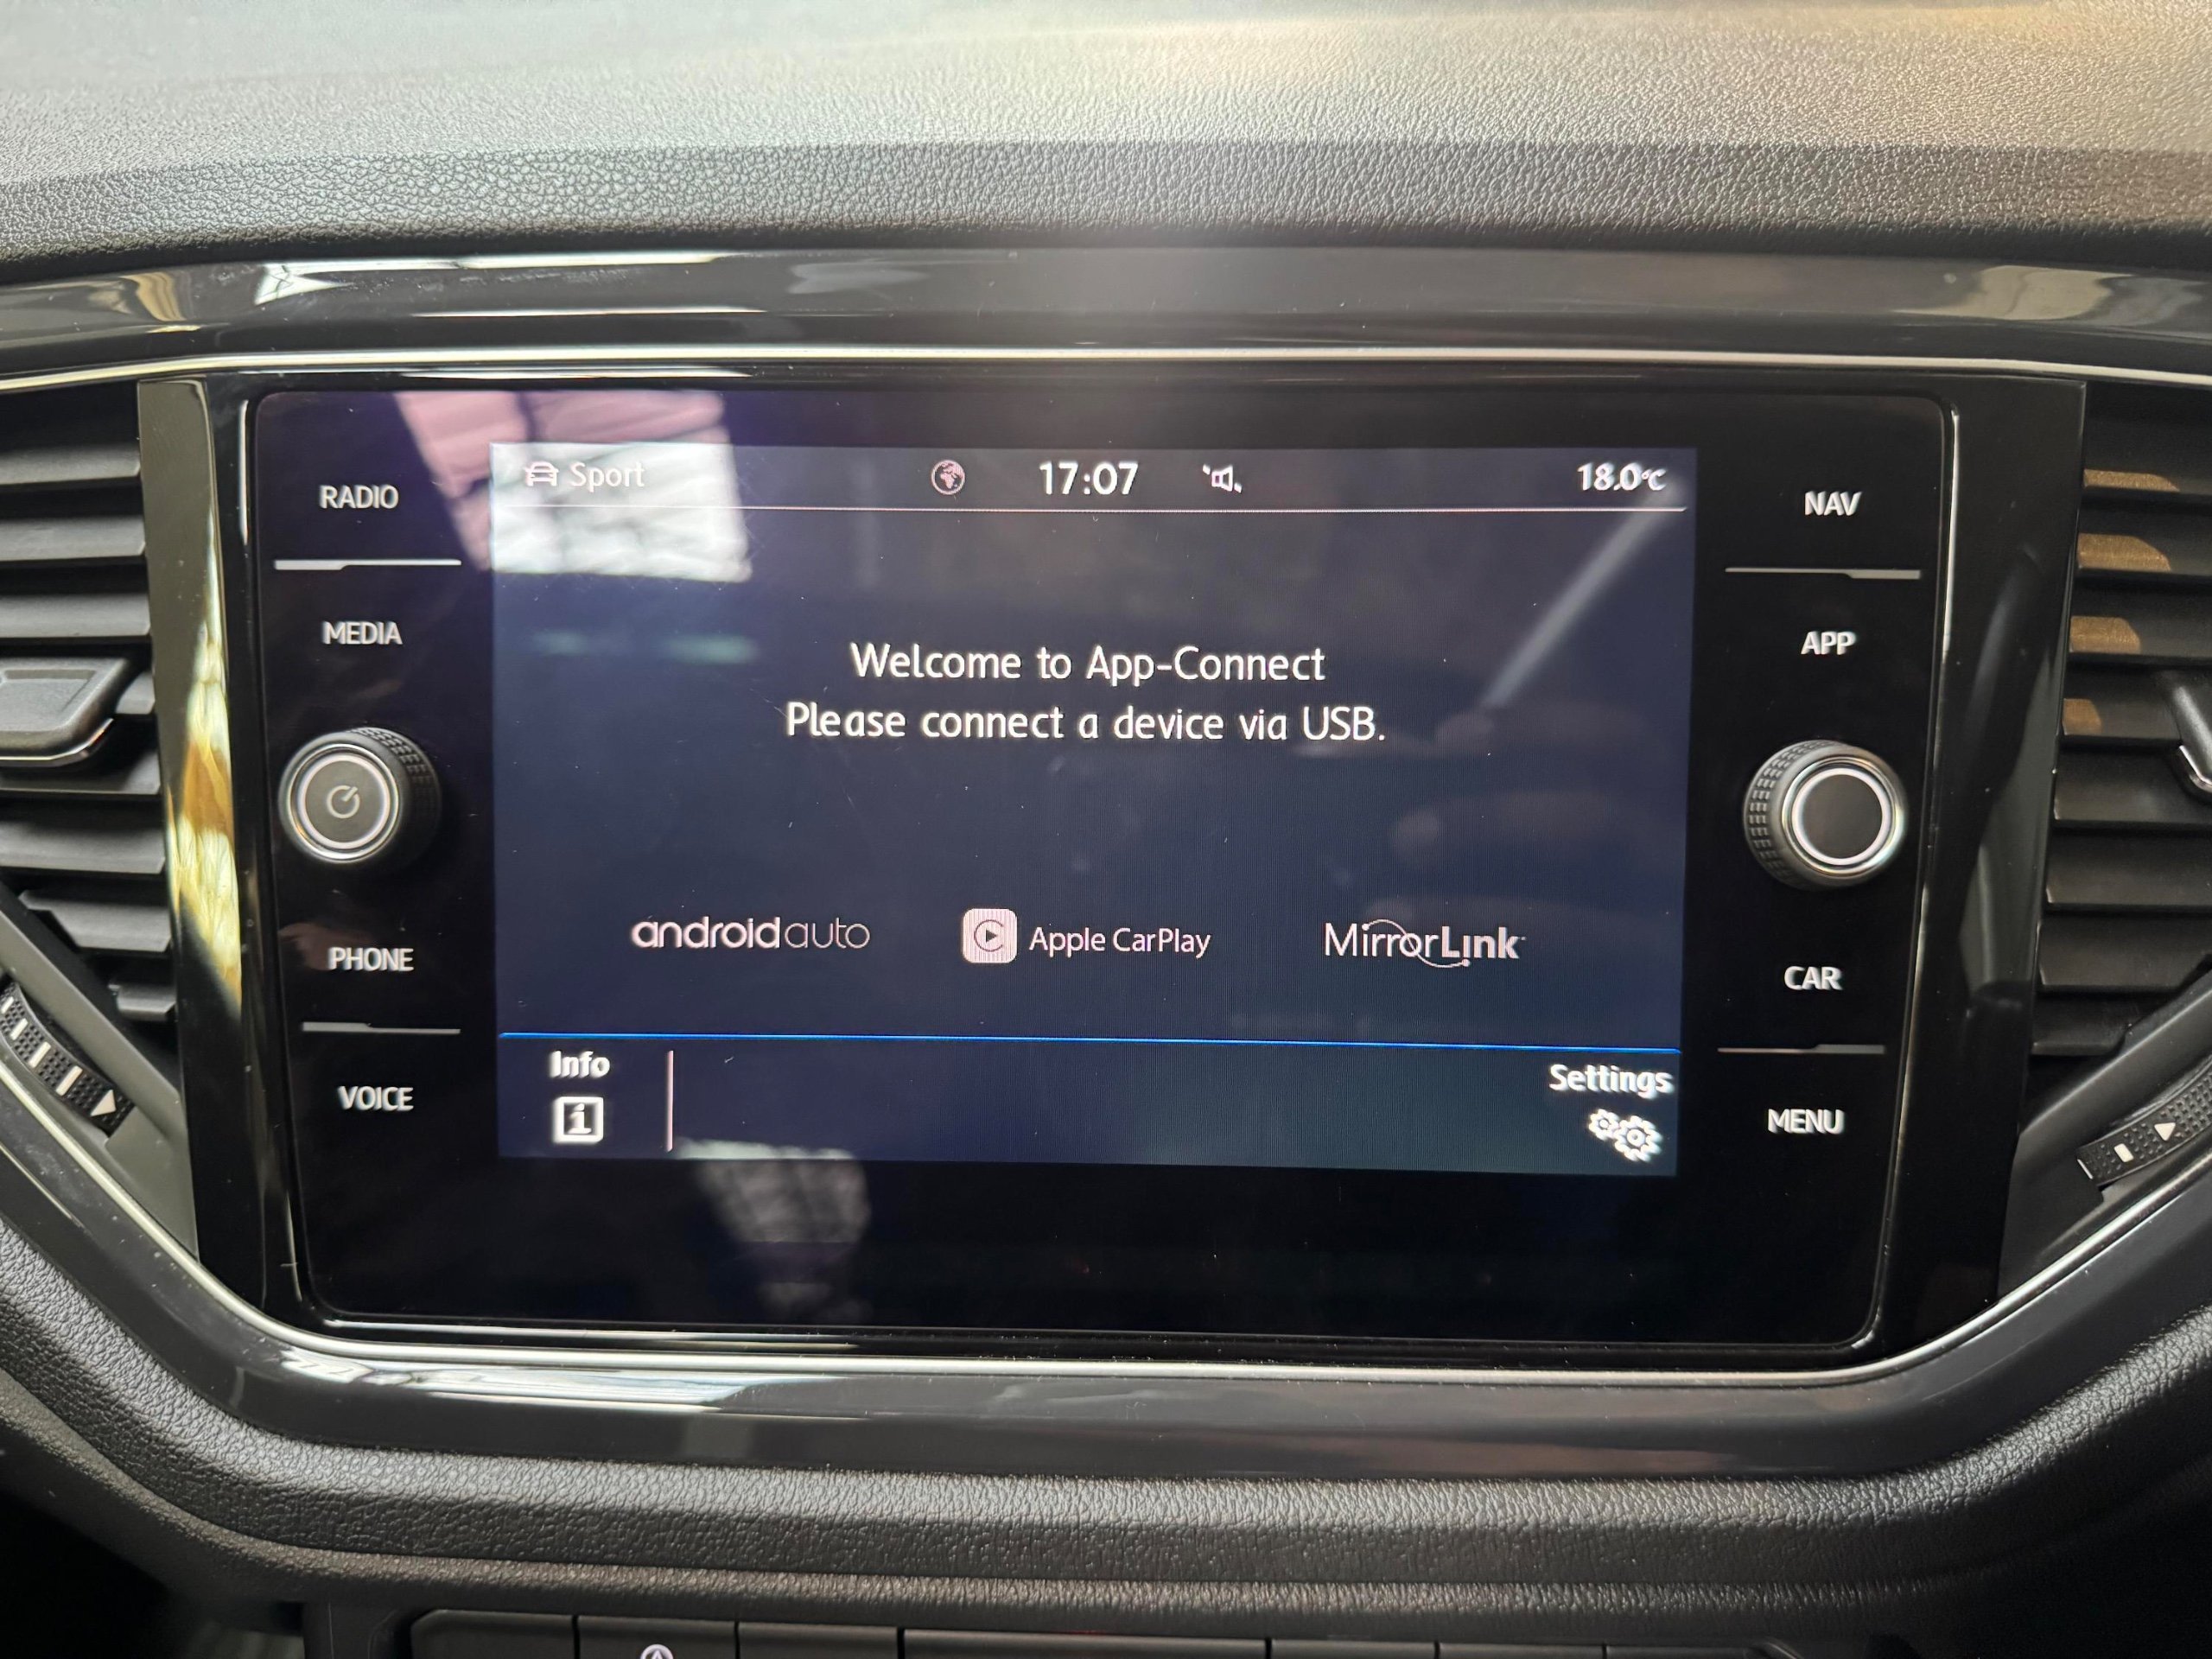 Sport 17:07 18.0°C
RADIO
MEDIA
PHONE
VOICE
Welcome to App-Connect
Please connect a device via USB.
androidauto Apple CarPlay MirrorLink
Info
Settings
NAV
APP
CAR
MENU